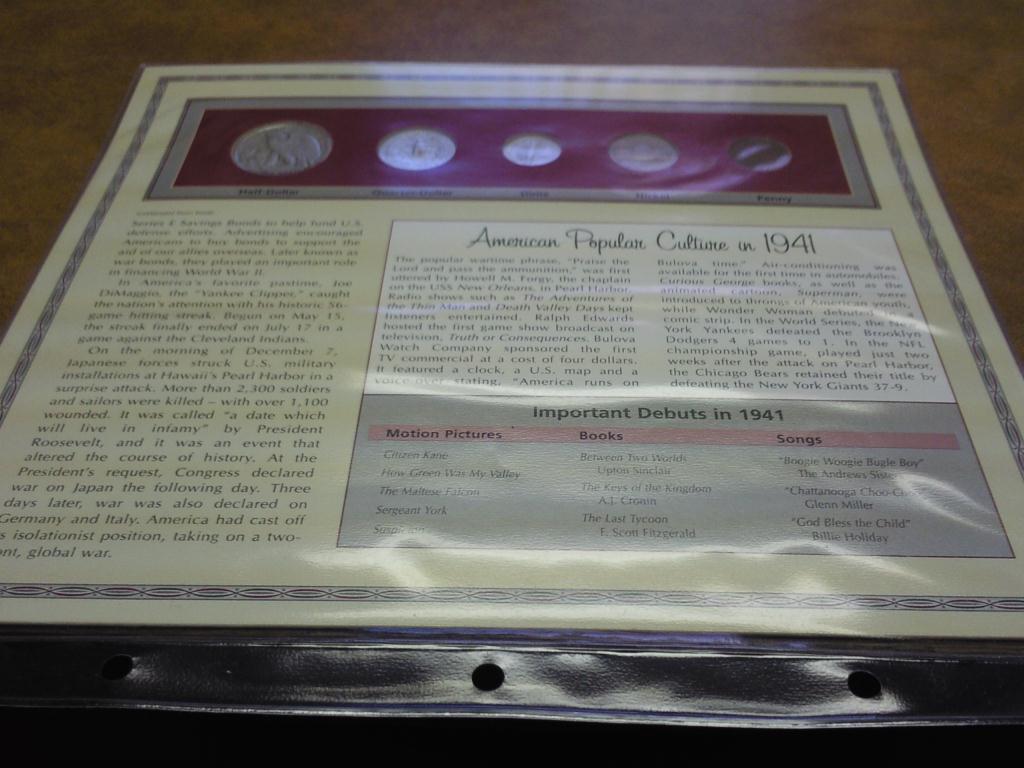 Half-Dollar Quarter-Dollar Dime Nickel Penny
Series E Savings Bonds to help fund U.S.
defense efforts. Advertising encouraged
Americans to buy bonds to support the
aid of our allies overseas. Later known as
war bonds, they played an important role
in financing World War II.
In America's favorite pastime, Joe
DiMaggio, the "Yankee Clipper," caught
the nation's attention with his historic 56-
game hitting streak. Begun on May 15,
the streak finally ended on July 17 in a
game against the Cleveland Indians.
On the morning of December 7,
Japanese forces struck U.S. military
installations at Hawaii's Pearl Harbor in a
surprise attack. More than 2,300 soldiers
and sailors were killed – with over 1,100
wounded. It was called "a date which
will live in infamy" by President
Roosevelt, and it was an event that
altered the course of history. At the
President's request, Congress declared
war on Japan the following day. Three
days later, war was also declared on
Germany and Italy. America had cast off
s isolationist position, taking on a two-
nt, global war.
American Popular Culture in 1941
The popular wartime phrase, "Praise the
Lord and pass the ammunition," was first
uttered by Howell M. Forgy, the chaplain
on the USS New Orleans, in Pearl Harbor.
Radio shows such as The Adventures of
the Thin Man and Death Valley Days kept
listeners entertained. Ralph Edwards
hosted the first game show broadcast on
television, Truth or Consequences. Bulova
Watch Company sponsored the first
TV commercial at a cost of four dollars.
It featured a clock, a U.S. map and a
voice-over stating, "America runs on
Bulova time." Air-conditioning was
available for the first time in automobiles.
Curious George books, as well as the
animated cartoon, Superman, were
introduced to throngs of American youth,
while Wonder Woman debuted in a
comic strip. In the World Series, the New
York Yankees defeated the Brooklyn
Dodgers 4 games to 1. In the NFL
championship game, played just two
weeks after the attack on Pearl Harbor,
the Chicago Bears retained their title by
defeating the New York Giants 37-9.
Important Debuts in 1941
Motion Pictures
Citizen Kane
How Green Was My Valley
The Maltese Falcon
Sergeant York
Suspicion
Books
Between Two Worlds
Upton Sinclair
The Keys of the Kingdom
A.J. Cronin
The Last Tycoon
F. Scott Fitzgerald
Songs
"Boogie Woogie Bugle Boy"
The Andrews Sisters
"Chattanooga Choo-Choo"
Glenn Miller
"God Bless the Child"
Billie Holiday